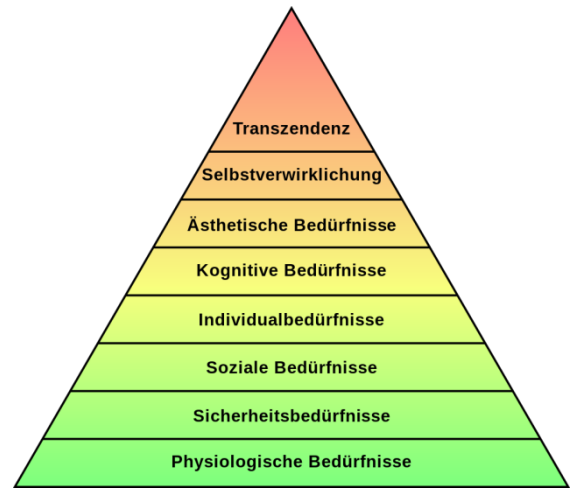 Transzendenz
Selbstverwirklichung
Ästhetische Bedürfnisse
Kognitive Bedürfnisse
Individualbedürfnisse
Soziale Bedürfnisse
Sicherheitsbedürfnisse
Physiologische Bedürfnisse